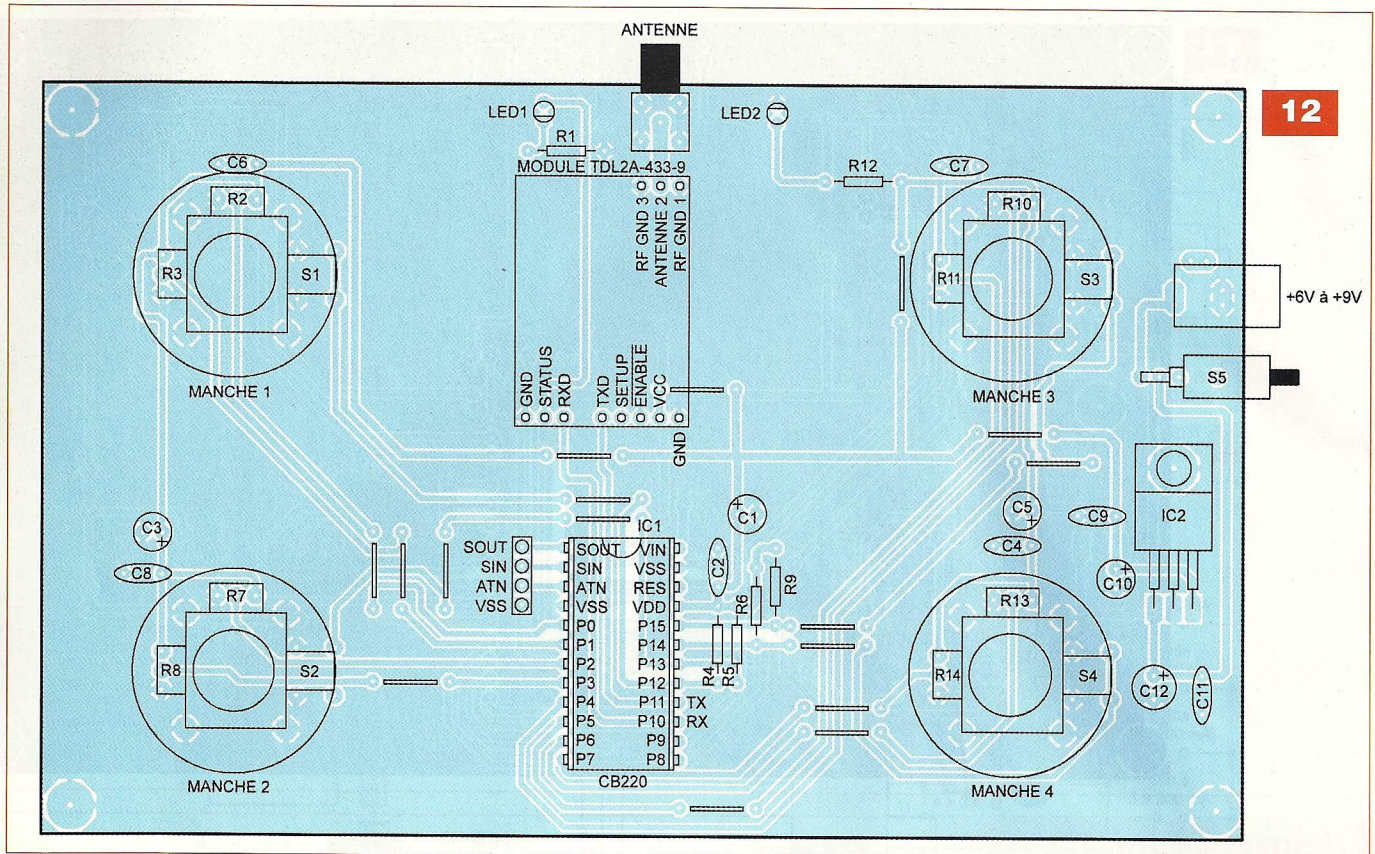 ANTENNE
12
LED1
LED2
R1
MODULE TDL2A-433-9
R12
C6
C7
R2
R3
S1
MANCHE 1
RF GND 3
ANTENNE 2
RF GND 1
GND
STATUS
RXD
TXD
SETUP
ENABLE
VCC
GND
R10
R11
S3
MANCHE 3
+6V à +9V
S5
IC2
C3
+
C8
C1
+
C2
C5
+
C4
C9
C10
+
C12
+
C11
R6
R9
R4
R5
SOUT
SIN
ATN
VSS
IC1
SOUT VIN
SIN VSS
ATN RES
VSS VDD
P0 P15
P1 P14
P2 P13
P3 P12
P4 P11 TX
P5 P10 RX
P6 P9
P7 P8
CB220
R7
R8
S2
MANCHE 2
R13
R14
S4
MANCHE 4